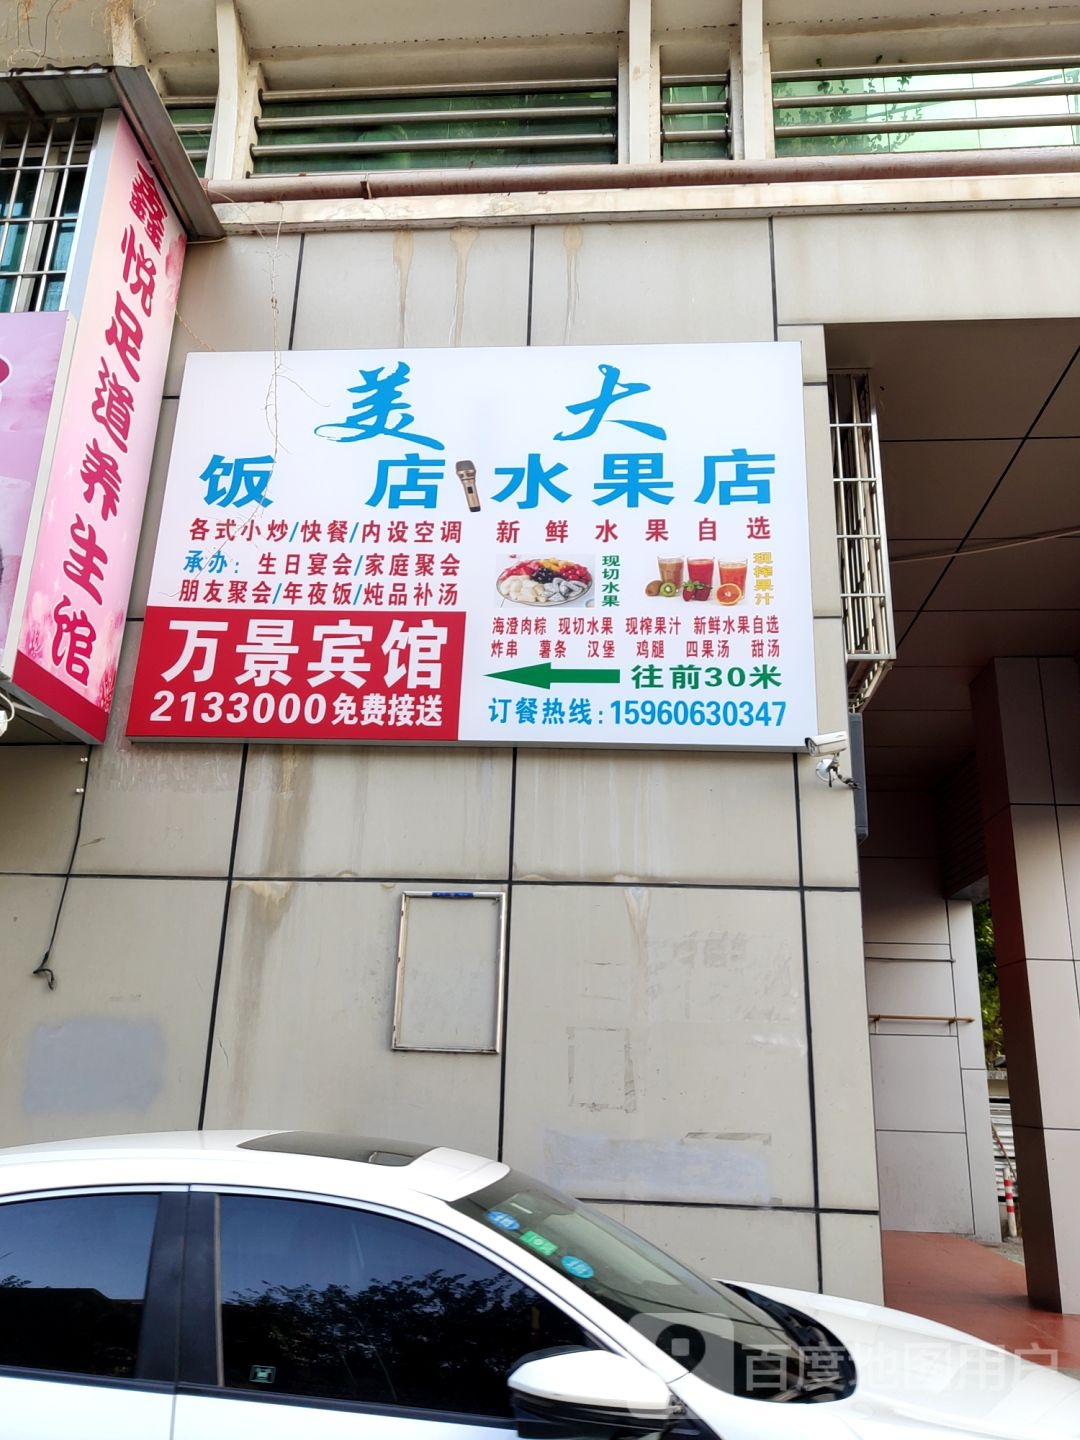 鑫悦足道养生馆
美大
饭店 水果店
各式小炒/快餐/内设空调
承办：生日宴会/家庭聚会
朋友聚会/年夜饭/炖品补汤
万景宾馆
2133000免费接送
新鲜水果自选
现切水果
现榨果汁
海澄肉粽 现切水果 现榨果汁 新鲜水果自选
炸串 薯条 汉堡 鸡腿 四果汤 甜汤
往前30米
订餐热线：15960630347
百度地图用户